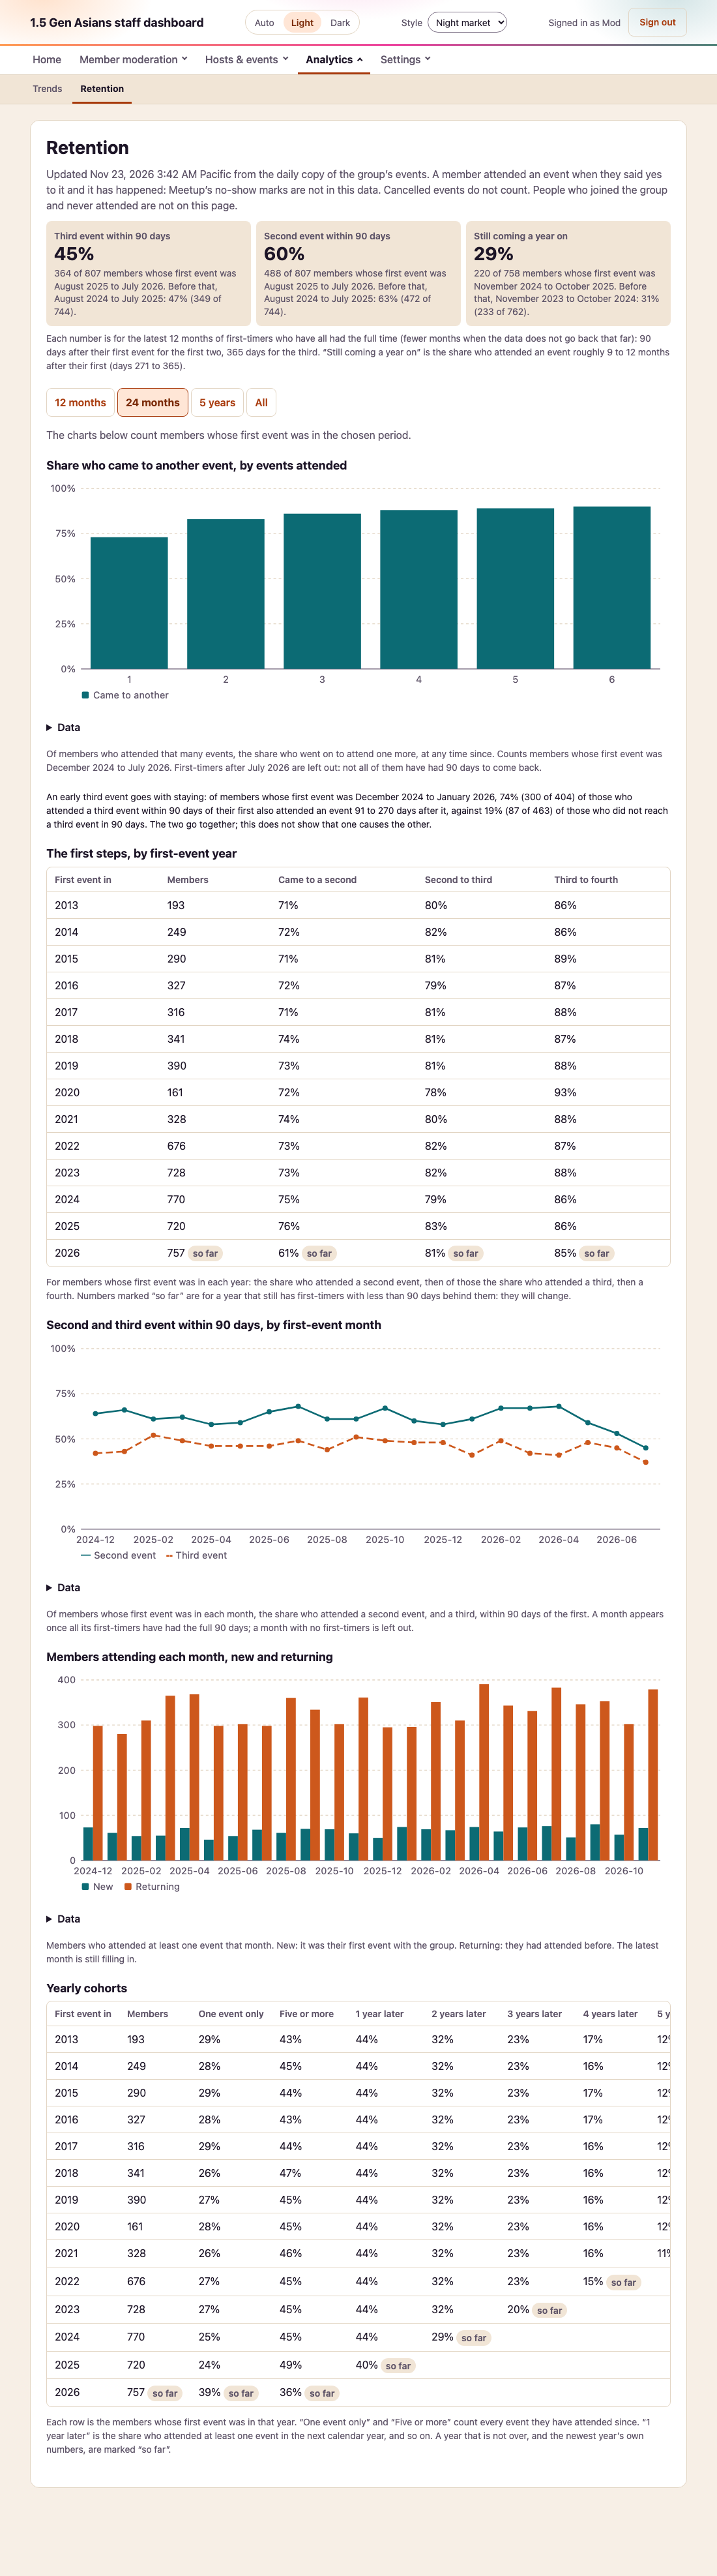 1.5 Gen Asians staff dashboard
Auto Light Dark
Style Night market
Signed in as Mod Sign out
Home Member moderation Hosts & events Analytics Settings
Trends Retention
Retention
Updated Nov 23, 2026 3:42 AM Pacific from the daily copy of the group's events. A member attended an event when they said yes
to it and it has happened: Meetup's no-show marks are not in this data. Cancelled events do not count. People who joined the group
and never attended are not on this page.
Third event within 90 days
45%
364 of 807 members whose first event was
August 2025 to July 2026. Before that,
August 2024 to July 2025: 47% (349 of
744).
Second event within 90 days
60%
488 of 807 members whose first event was
August 2025 to July 2026. Before that,
August 2024 to July 2025: 63% (472 of
744).
Still coming a year on
29%
220 of 758 members whose first event was
November 2024 to October 2025. Before
that, November 2023 to October 2024: 31%
(233 of 762).
Each number is for the latest 12 months of first-timers who have all had the full time (fewer months when the data does not go back that far): 90
days after their first event for the first two, 365 days for the third. “Still coming a year on” is the share who attended an event roughly 9 to 12 months
after their first (days 271 to 365).
12 months 24 months 5 years All
The charts below count members whose first event was in the chosen period.
Share who came to another event, by events attended
100%
75%
50%
25%
0%
1 2 3 4 5 6
Came to another
Data
Of members who attended that many events, the share who went on to attend one more, at any time since. Counts members whose first event was
December 2024 to July 2026. First-timers after July 2026 are left out: not all of them have had 90 days to come back.
An early third event goes with staying: of members whose first event was December 2024 to January 2026, 74% (300 of 404) of those who
attended a third event within 90 days of their first also attended an event 91 to 270 days after it, against 19% (87 of 463) of those who did not reach
a third event in 90 days. The two go together; this does not show that one causes the other.
The first steps, by first-event year
First event in Members Came to a second Second to third Third to fourth
2013 193 71% 80% 86%
2014 249 72% 82% 86%
2015 290 71% 81% 89%
2016 327 72% 79% 87%
2017 316 71% 81% 88%
2018 341 74% 81% 87%
2019 390 73% 81% 88%
2020 161 72% 78% 93%
2021 328 74% 80% 88%
2022 676 73% 82% 87%
2023 728 73% 82% 88%
2024 770 75% 79% 86%
2025 720 76% 83% 86%
2026 757 so far 61% so far 81% so far 85% so far
For members whose first event was in each year: the share who attended a second event, then of those the share who attended a third, then a
fourth. Numbers marked “so far” are for a year that still has first-timers with less than 90 days behind them: they will change.
Second and third event within 90 days, by first-event month
100%
75%
50%
25%
0%
2024-12 2025-02 2025-04 2025-06 2025-08 2025-10 2025-12 2026-02 2026-04 2026-06
Second event Third event
Data
Of members whose first event was in each month, the share who attended a second event, and a third, within 90 days of the first. A month appears
once all its first-timers have had the full 90 days; a month with no first-timers is left out.
Members attending each month, new and returning
400
300
200
100
0
2024-12 2025-02 2025-04 2025-06 2025-08 2025-10 2025-12 2026-02 2026-04 2026-06 2026-08 2026-10
New Returning
Data
Members who attended at least one event that month. New: it was their first event with the group. Returning: they had attended before. The latest
month is still filling in.
Yearly cohorts
First event in Members One event only Five or more 1 year later 2 years later 3 years later 4 years later 5 y
2013 193 29% 43% 44% 32% 23% 17% 12%
2014 249 28% 45% 44% 32% 23% 16% 12%
2015 290 29% 44% 44% 32% 23% 17% 12%
2016 327 28% 43% 44% 32% 23% 17% 12%
2017 316 29% 44% 44% 32% 23% 16% 12%
2018 341 26% 47% 44% 32% 23% 16% 12%
2019 390 27% 45% 44% 32% 23% 16% 12%
2020 161 28% 45% 44% 32% 23% 16% 12%
2021 328 26% 46% 44% 32% 23% 16% 11%
2022 676 27% 45% 44% 32% 23% 15% so far
2023 728 27% 45% 44% 32% 20% so far
2024 770 25% 45% 44% 29% so far
2025 720 24% 49% 40% so far
2026 757 so far 39% so far 36% so far
Each row is the members whose first event was in that year. “One event only” and “Five or more” count every event they have attended since. “1
year later” is the share who attended at least one event in the next calendar year, and so on. A year that is not over, and the newest year's own
numbers, are marked “so far”.